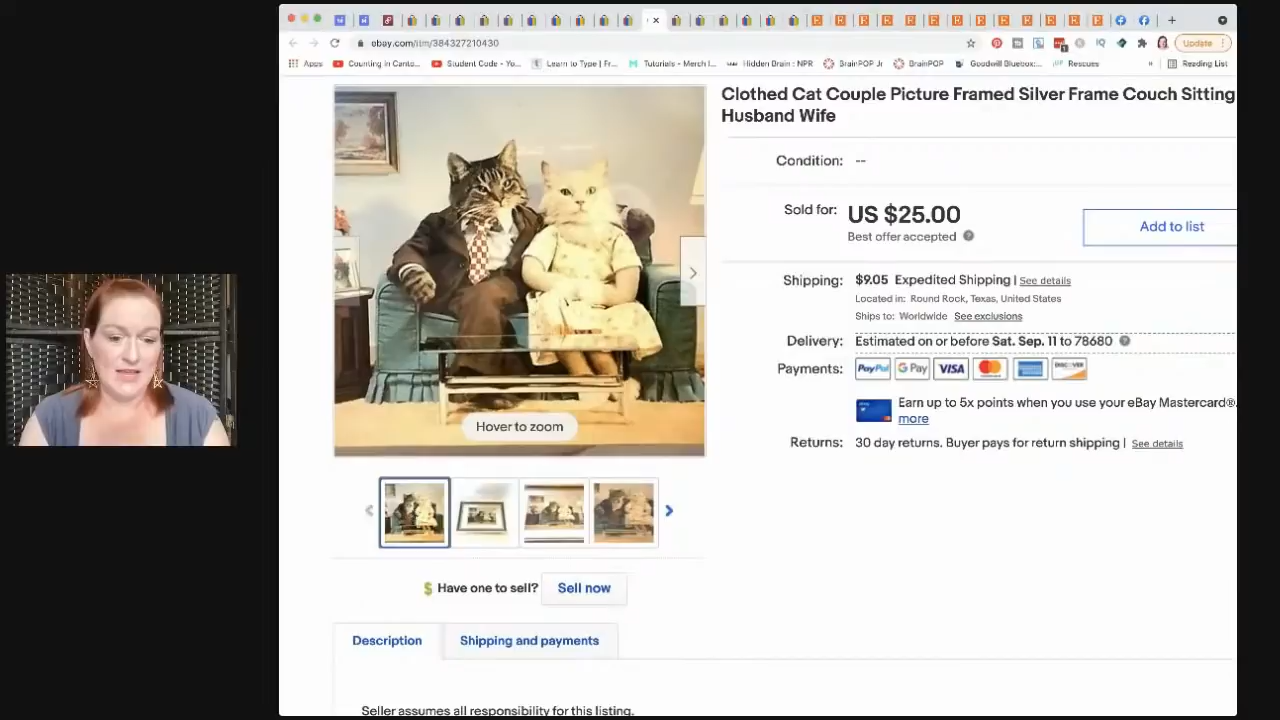 Update
ebay.com/itm/384327210430
Apps
Counting in Canto...
Student Code - Yo...
Learn to Type | Fr...
Tutorials - Merch I...
Hidden Brain : NPR
BrainPOP Jr
BrainPOP
Goodwill Bluebox:...
Rescues
»
Reading List
Clothed Cat Couple Picture Framed Silver Frame Couch Sitting
Husband Wife
Condition: --
Sold for: US $25.00
Best offer accepted
Add to list
Shipping: $9.05 Expedited Shipping | See details
Located in: Round Rock, Texas, United States
Ships to: Worldwide See exclusions
Delivery: Estimated on or before Sat. Sep. 11 to 78680
Payments: PayPal G Pay VISA DISCOVER
Earn up to 5x points when you use your eBay Mastercard®.
more
Returns: 30 day returns. Buyer pays for return shipping | See details
Hover to zoom
$ Have one to sell? Sell now
Description
Shipping and payments
Seller assumes all responsibility for this listing.